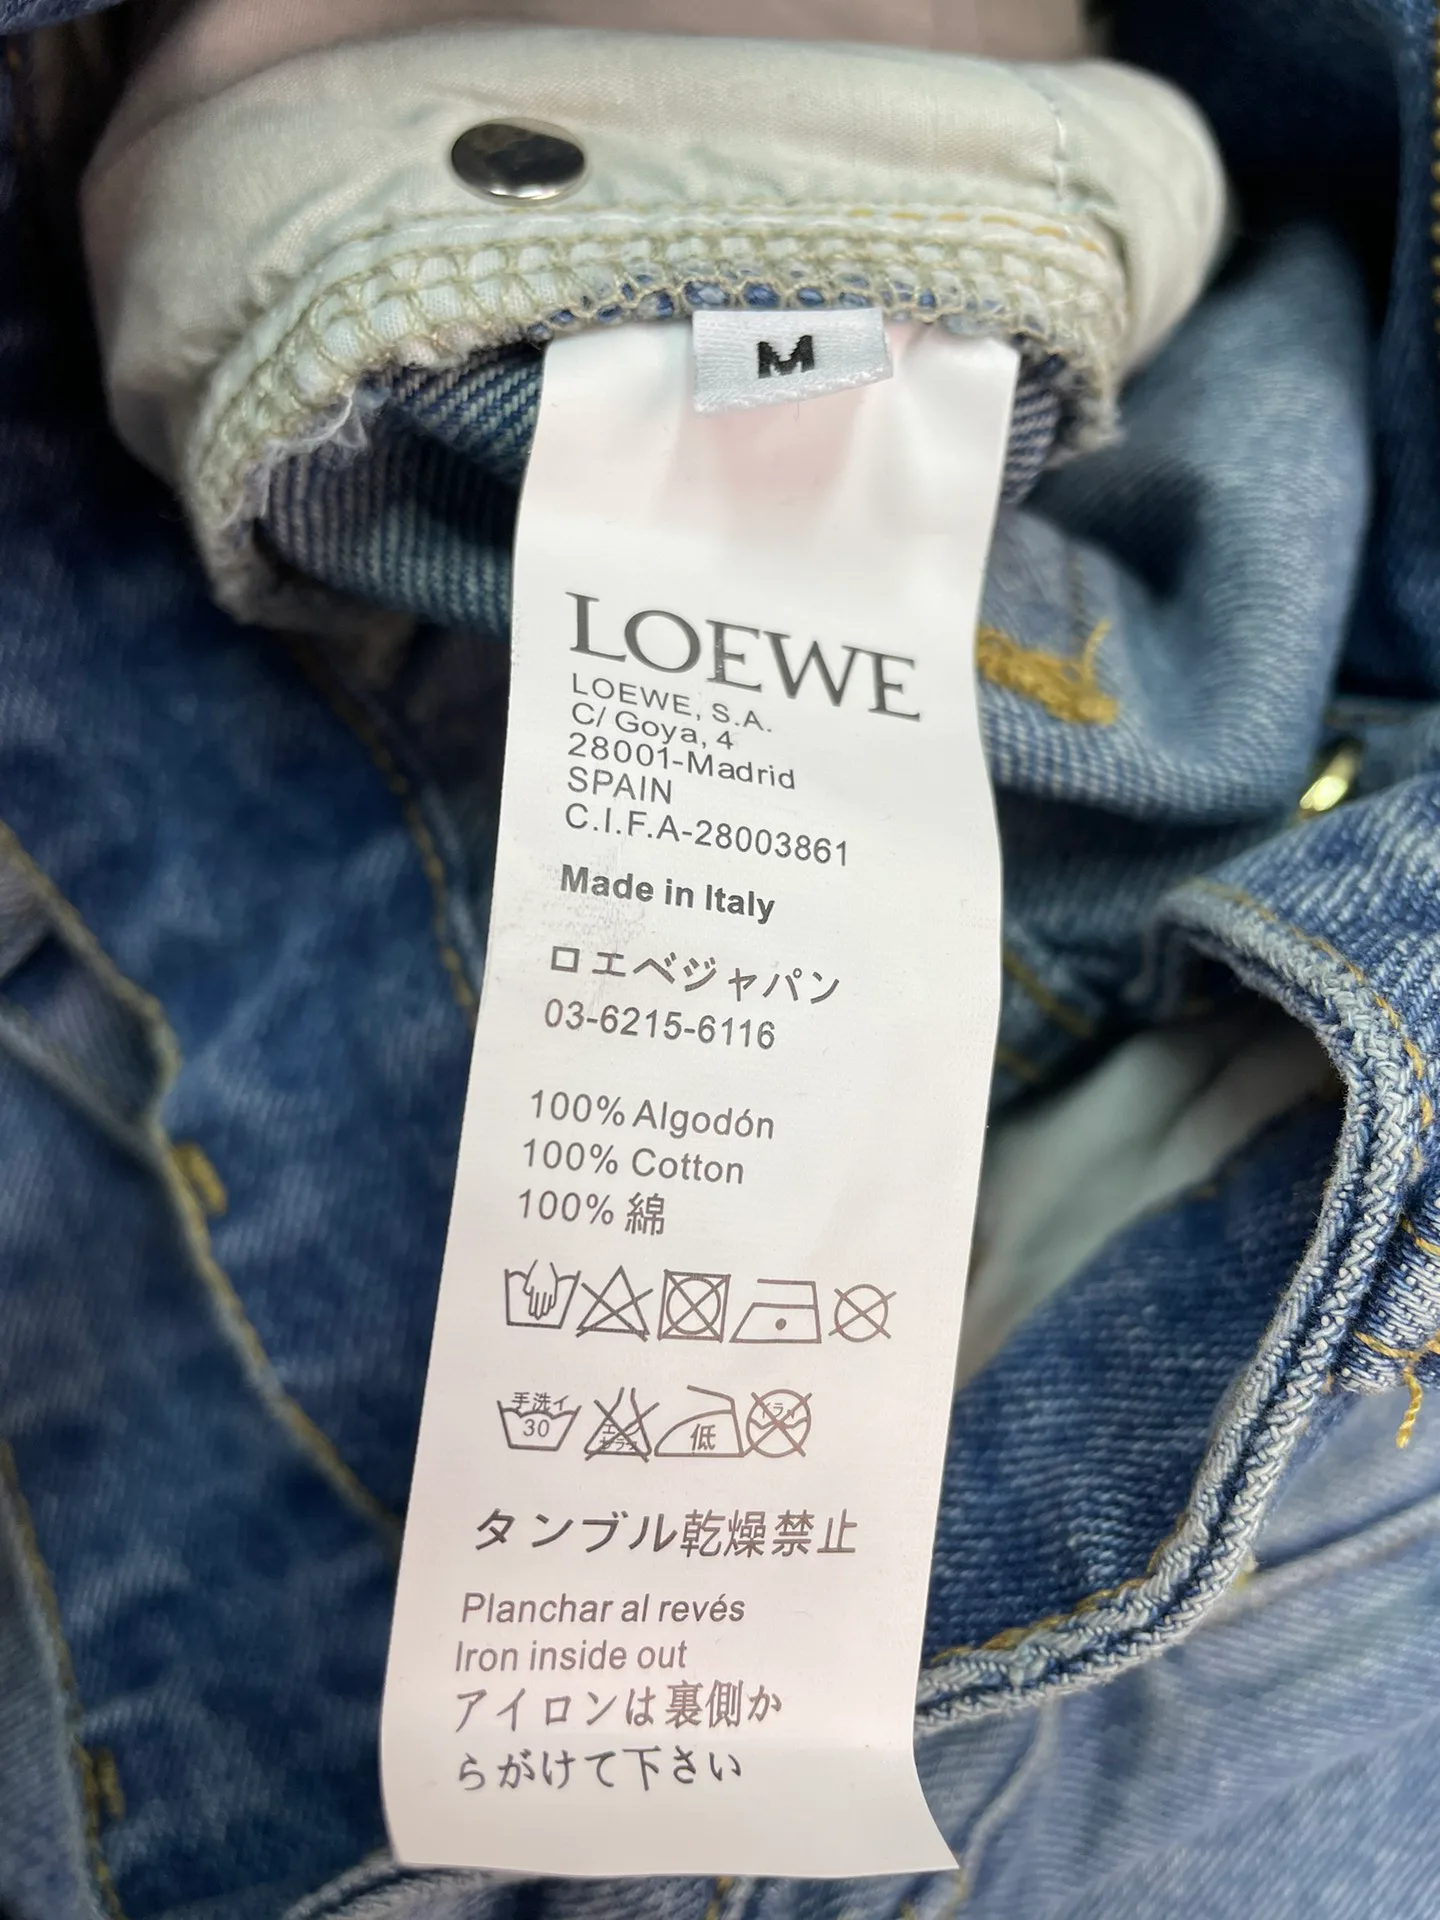 M
LOEWE
LOEWE, S.A.
C/ Goya, 4
28001-Madrid
SPAIN
C.I.F.A-28003861
Made in Italy
ロエベジャパン
03-6215-6116
100% Algodón
100% Cotton
100% 綿
手洗イ
30
低
タンブル乾燥禁止
Planchar al revés
Iron inside out
アイロンは裏側か
らがけて下さい